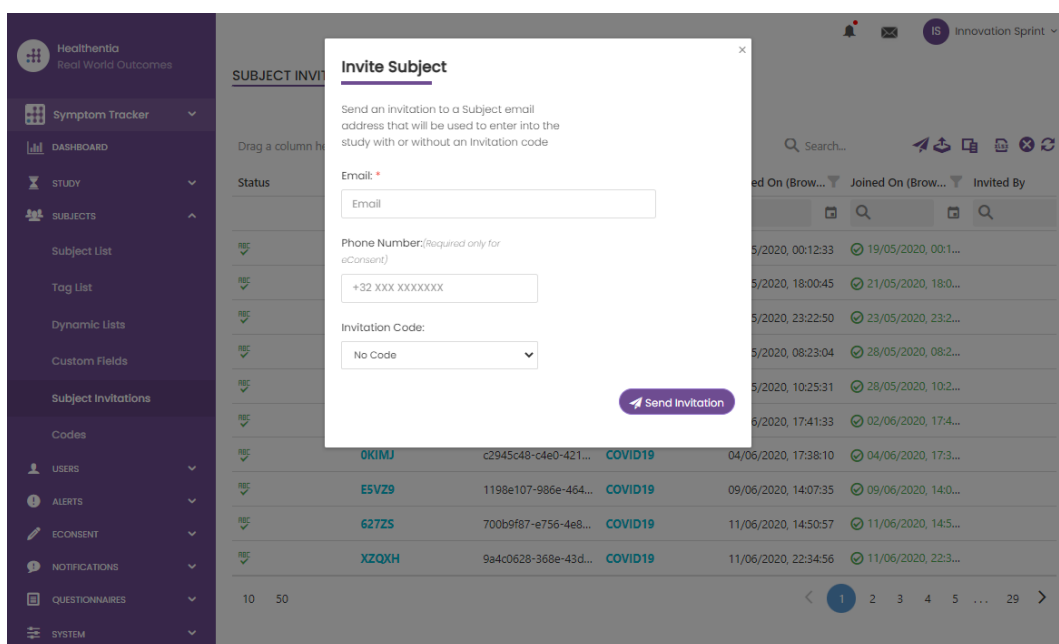 Healthentia
Real World Outcomes
IS Innovation Sprint
SUBJECT INVIT
Symptom Tracker
DASHBOARD
STUDY
SUBJECTS
Subject List
Tag List
Dynamic Lists
Custom Fields
Subject Invitations
Codes
USERS
ALERTS
ECONSENT
NOTIFICATIONS
QUESTIONNAIRES
SYSTEM
×
Invite Subject
Send an invitation to a Subject email
address that will be used to enter into the
study with or without an Invitation code
Email: *
Email
Phone Number:(Required only for
eConsent)
+32 XXX XXXXXXX
Invitation Code:
No Code
Send Invitation
Drag a column he
Search...
Status ed On (Brow... Joined On (Brow... Invited By
5/2020, 00:12:33 19/05/2020, 00:1...
5/2020, 18:00:45 21/05/2020, 18:0...
5/2020, 23:22:50 23/05/2020, 23:2...
5/2020, 08:23:04 28/05/2020, 08:2...
5/2020, 10:25:31 28/05/2020, 10:2...
6/2020, 17:41:33 02/06/2020, 17:4...
0KIMJ c2945c48-c4e0-421... COVID19 04/06/2020, 17:38:10 04/06/2020, 17:3...
E5VZ9 1198e107-986e-464... COVID19 09/06/2020, 14:07:35 09/06/2020, 14:0...
627ZS 700b9f87-e756-4e8... COVID19 11/06/2020, 14:50:57 11/06/2020, 14:5...
XZQXH 9a4c0628-368e-43d... COVID19 11/06/2020, 22:34:56 11/06/2020, 22:3...
10 50
1 2 3 4 5 ... 29